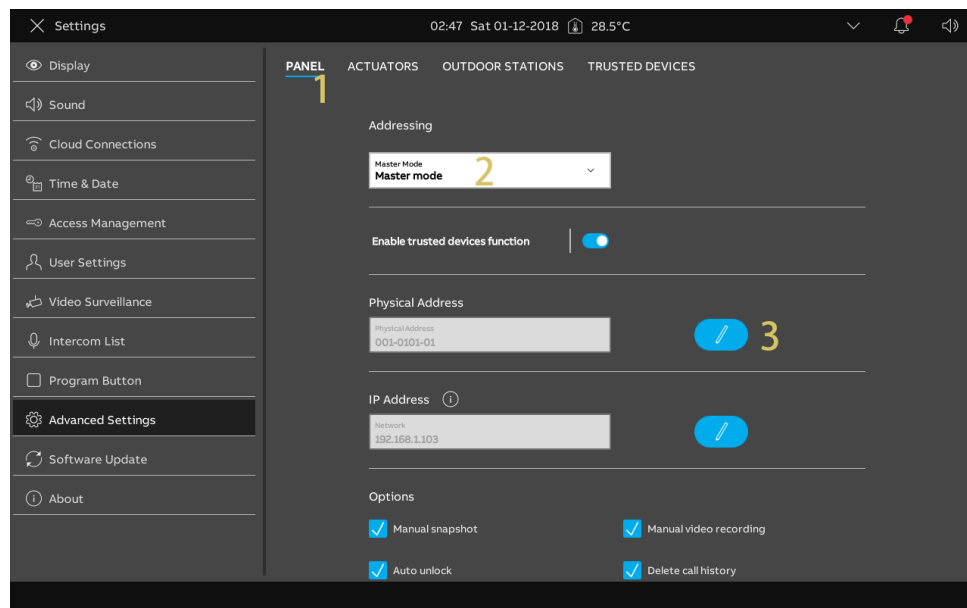 Settings
02:47 Sat 01-12-2018 28.5°C
Display
Sound
Cloud Connections
Time & Date
Access Management
User Settings
Video Surveillance
Intercom List
Program Button
Advanced Settings
Software Update
About
PANEL ACTUATORS OUTDOOR STATIONS TRUSTED DEVICES
1
Addressing
Master Mode
Master mode
2
Enable trusted devices function
Physical Address
Physical Address
001-0101-01
3
IP Address
Network
192.168.1.103
Options
Manual snapshot Manual video recording
Auto unlock Delete call history